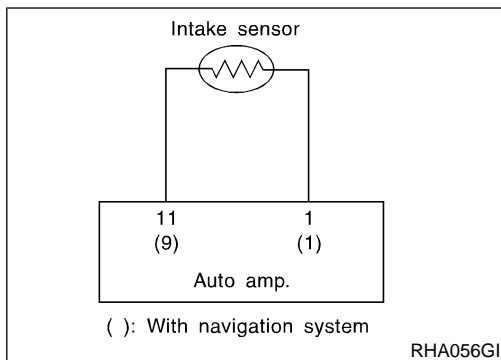 Intake sensor
11 1
(9) (1)
Auto amp.
( ): With navigation system
RHA056GI